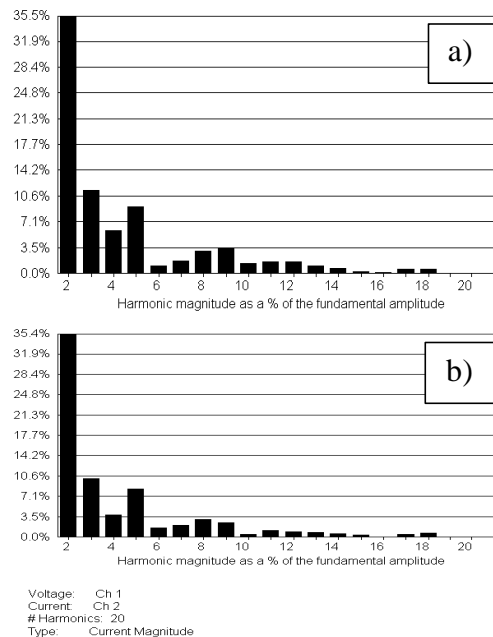 a)
35.5%
31.9%
28.4%
24.8%
21.3%
17.7%
14.2%
10.6%
7.1%
3.5%
0.0%
2 4 6 8 10 12 14 16 18 20
Harmonic magnitude as a % of the fundamental amplitude
b)
35.4%
31.9%
28.4%
24.8%
21.3%
17.7%
14.2%
10.6%
7.1%
3.5%
0.0%
2 4 6 8 10 12 14 16 18 20
Harmonic magnitude as a % of the fundamental amplitude
Voltage: Ch 1
Current: Ch 2
# Harmonics: 20
Type: Current Magnitude